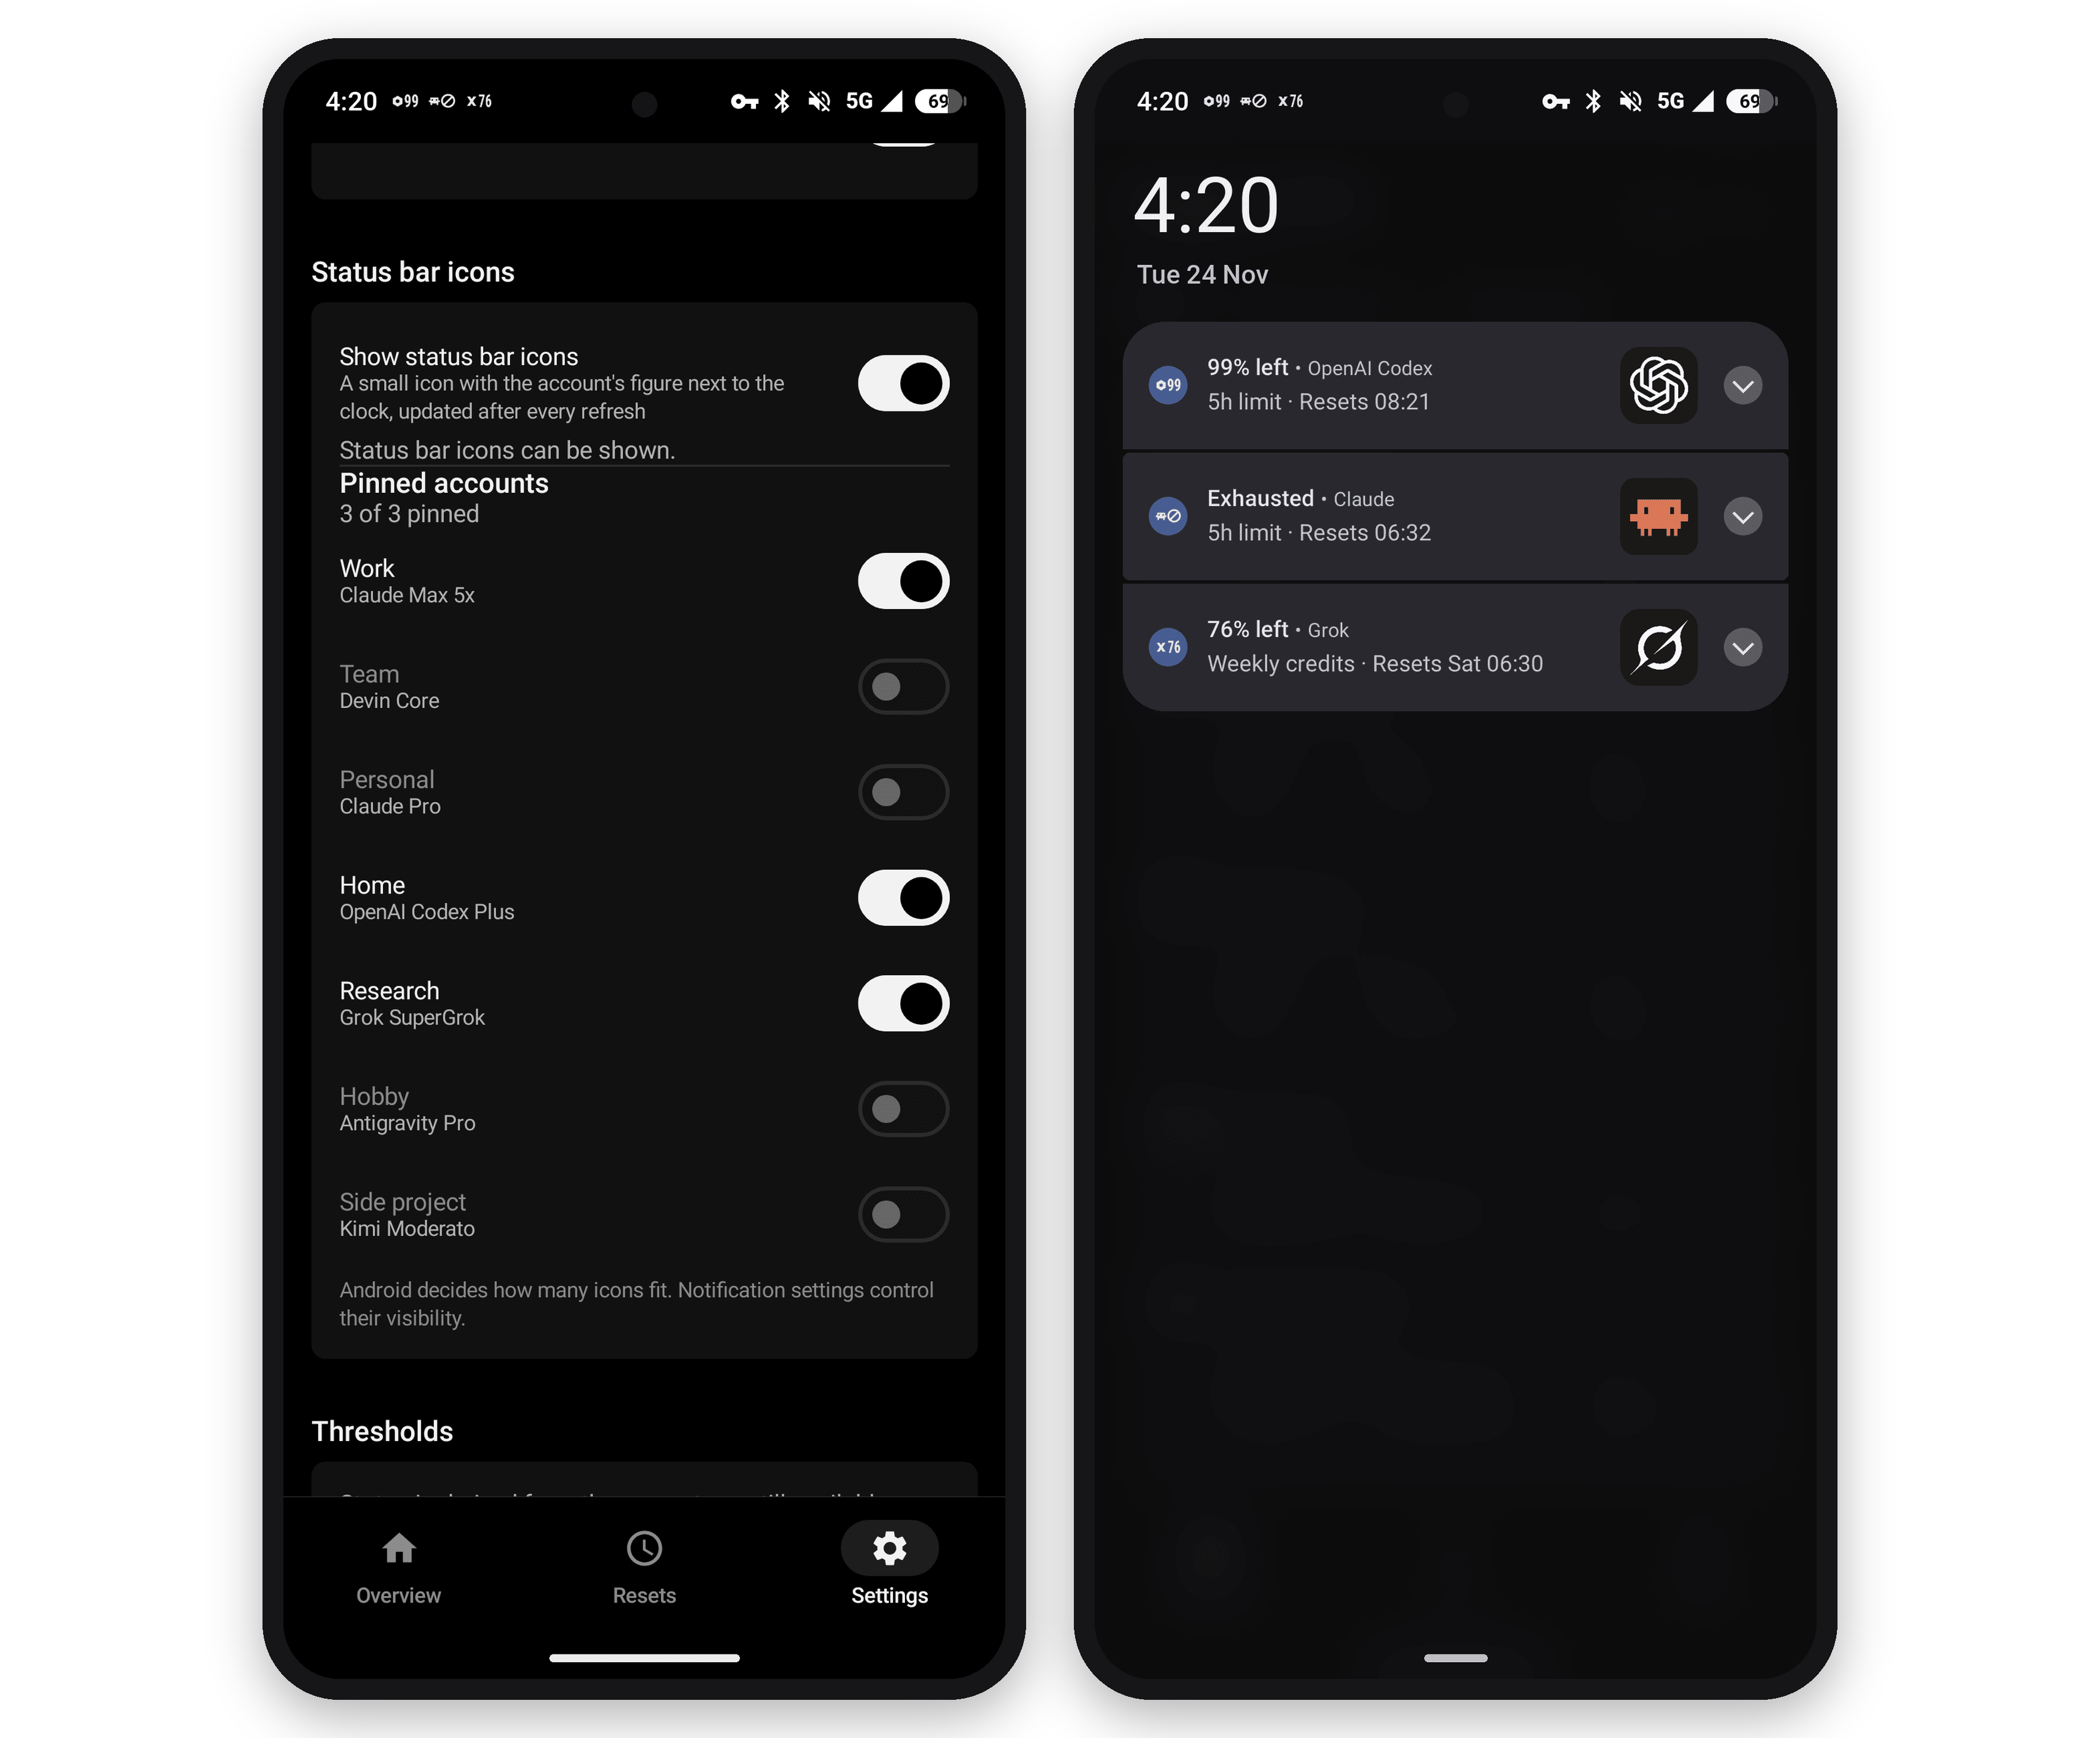 4:20 99 x 76 5G 69
Status bar icons
Show status bar icons
A small icon with the account's figure next to the
clock, updated after every refresh
Status bar icons can be shown.
Pinned accounts
3 of 3 pinned
Work
Claude Max 5x
Team
Devin Core
Personal
Claude Pro
Home
OpenAI Codex Plus
Research
Grok SuperGrok
Hobby
Antigravity Pro
Side project
Kimi Moderato
Android decides how many icons fit. Notification settings control
their visibility.
Thresholds
Overview
Resets
Settings
4:20 99 x 76 5G 69
4:20
Tue 24 Nov
99 99% left • OpenAI Codex
5h limit · Resets 08:21
Exhausted • Claude
5h limit · Resets 06:32
x 76 76% left • Grok
Weekly credits · Resets Sat 06:30